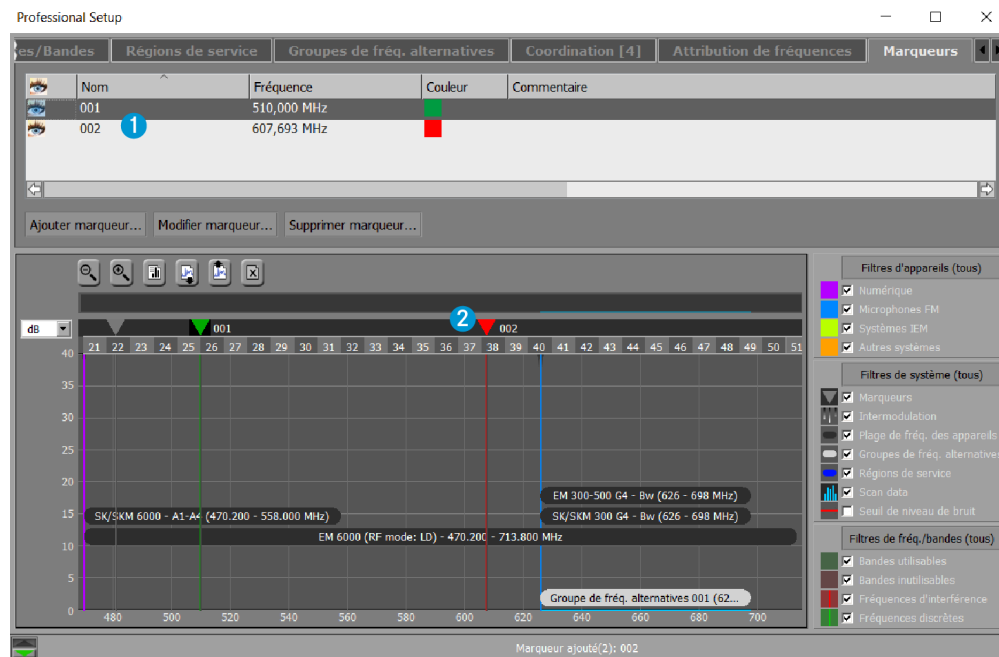 Professional Setup
es/Bandes Régions de service Groupes de fréq. alternatives Coordination [4] Attribution de fréquences Marqueurs
Nom Fréquence Couleur Commentaire
001 510,000 MHz
002 607,693 MHz
1
Ajouter marqueur... Modifier marqueur... Supprimer marqueur...
dB
001
2
002
21 22 23 24 25 26 27 28 29 30 31 32 33 34 35 36 37 38 39 40 41 42 43 44 45 46 47 48 49 50 51
40
35
30
25
20
15
10
5
0
EM 300-500 G4 - Bw (626 - 698 MHz)
SK/SKM 6000 - A1-A4 (470.200 - 558.000 MHz)
SK/SKM 300 G4 - Bw (626 - 698 MHz)
EM 6000 (RF mode: LD) - 470.200 - 713.800 MHz
Groupe de fréq. alternatives 001 (62...
480 500 520 540 560 580 600 620 640 660 680 700
Filtres d'appareils (tous)
Numérique
Microphones FM
Systèmes IEM
Autres systèmes
Filtres de système (tous)
Marqueurs
Intermodulation
Plage de fréq. des appareils
Groupes de fréq. alternative
Régions de service
Scan data
Seuil de niveau de bruit
Filtres de fréq./bandes (tous)
Bandes utilisables
Bandes inutilisables
Fréquences d'interférence
Fréquences discrètes
Marqueur ajouté(2): 002